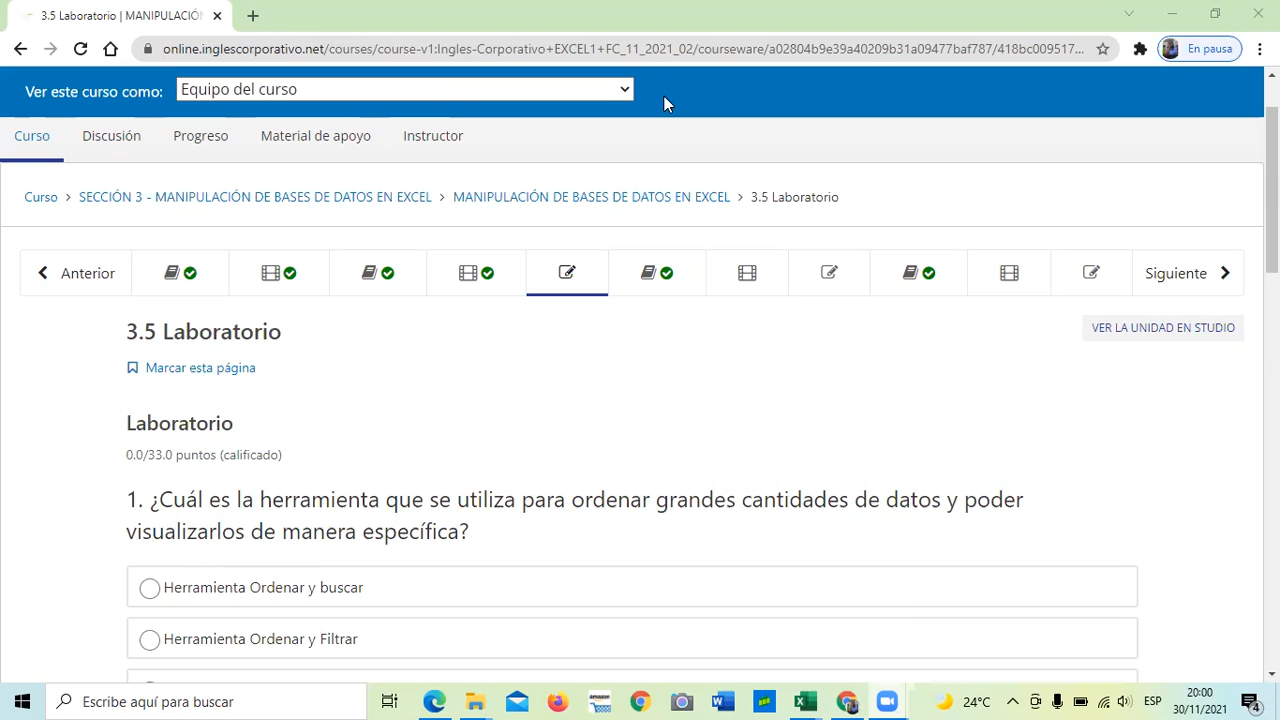 3.5 Laboratorio | MANIPULACIÓN
online.inglescorporativo.net/courses/course-v1:Ingles-Corporativo+EXCEL1+FC_11_2021_02/courseware/a02804b9e39a40209b31a09477baf787/418bc009517...
En pausa
Ver este curso como:
Equipo del curso
Curso
Discusión
Progreso
Material de apoyo
Instructor
Curso > SECCIÓN 3 - MANIPULACIÓN DE BASES DE DATOS EN EXCEL > MANIPULACIÓN DE BASES DE DATOS EN EXCEL > 3.5 Laboratorio
Anterior
Siguiente
3.5 Laboratorio
VER LA UNIDAD EN STUDIO
Marcar esta página
Laboratorio
0.0/33.0 puntos (calificado)
1. ¿Cuál es la herramienta que se utiliza para ordenar grandes cantidades de datos y poder
visualizarlos de manera específica?
Herramienta Ordenar y buscar
Herramienta Ordenar y Filtrar
Escribe aquí para buscar
amazon
24°C
ESP
20:00
30/11/2021
4